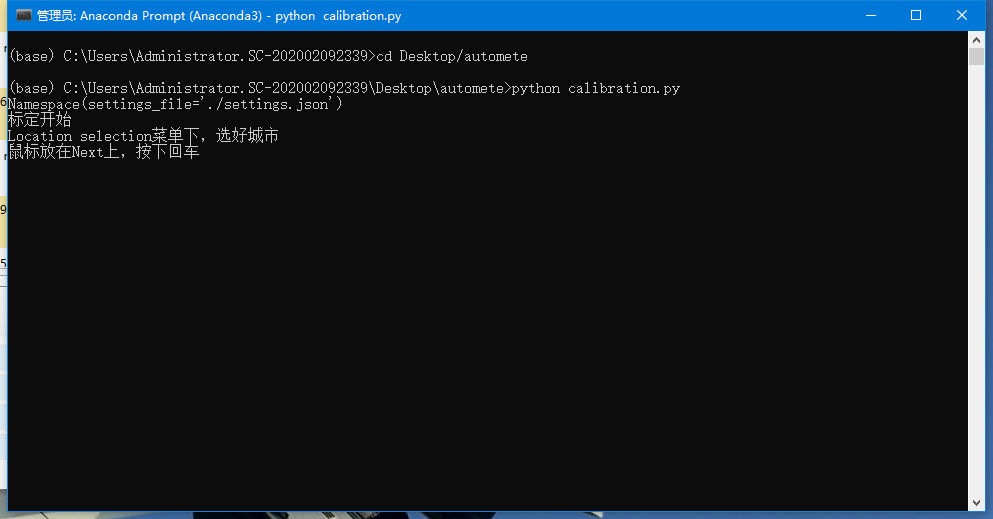 管理员: Anaconda Prompt (Anaconda3) - python  calibration.py
(base) C:\Users\Administrator.SC-202002092339>cd Desktop/automete
(base) C:\Users\Administrator.SC-202002092339\Desktop\automete>python calibration.py
Namespace(settings_file='./settings.json')
标定开始
Location selection菜单下，选好城市
鼠标放在Next上，按下回车